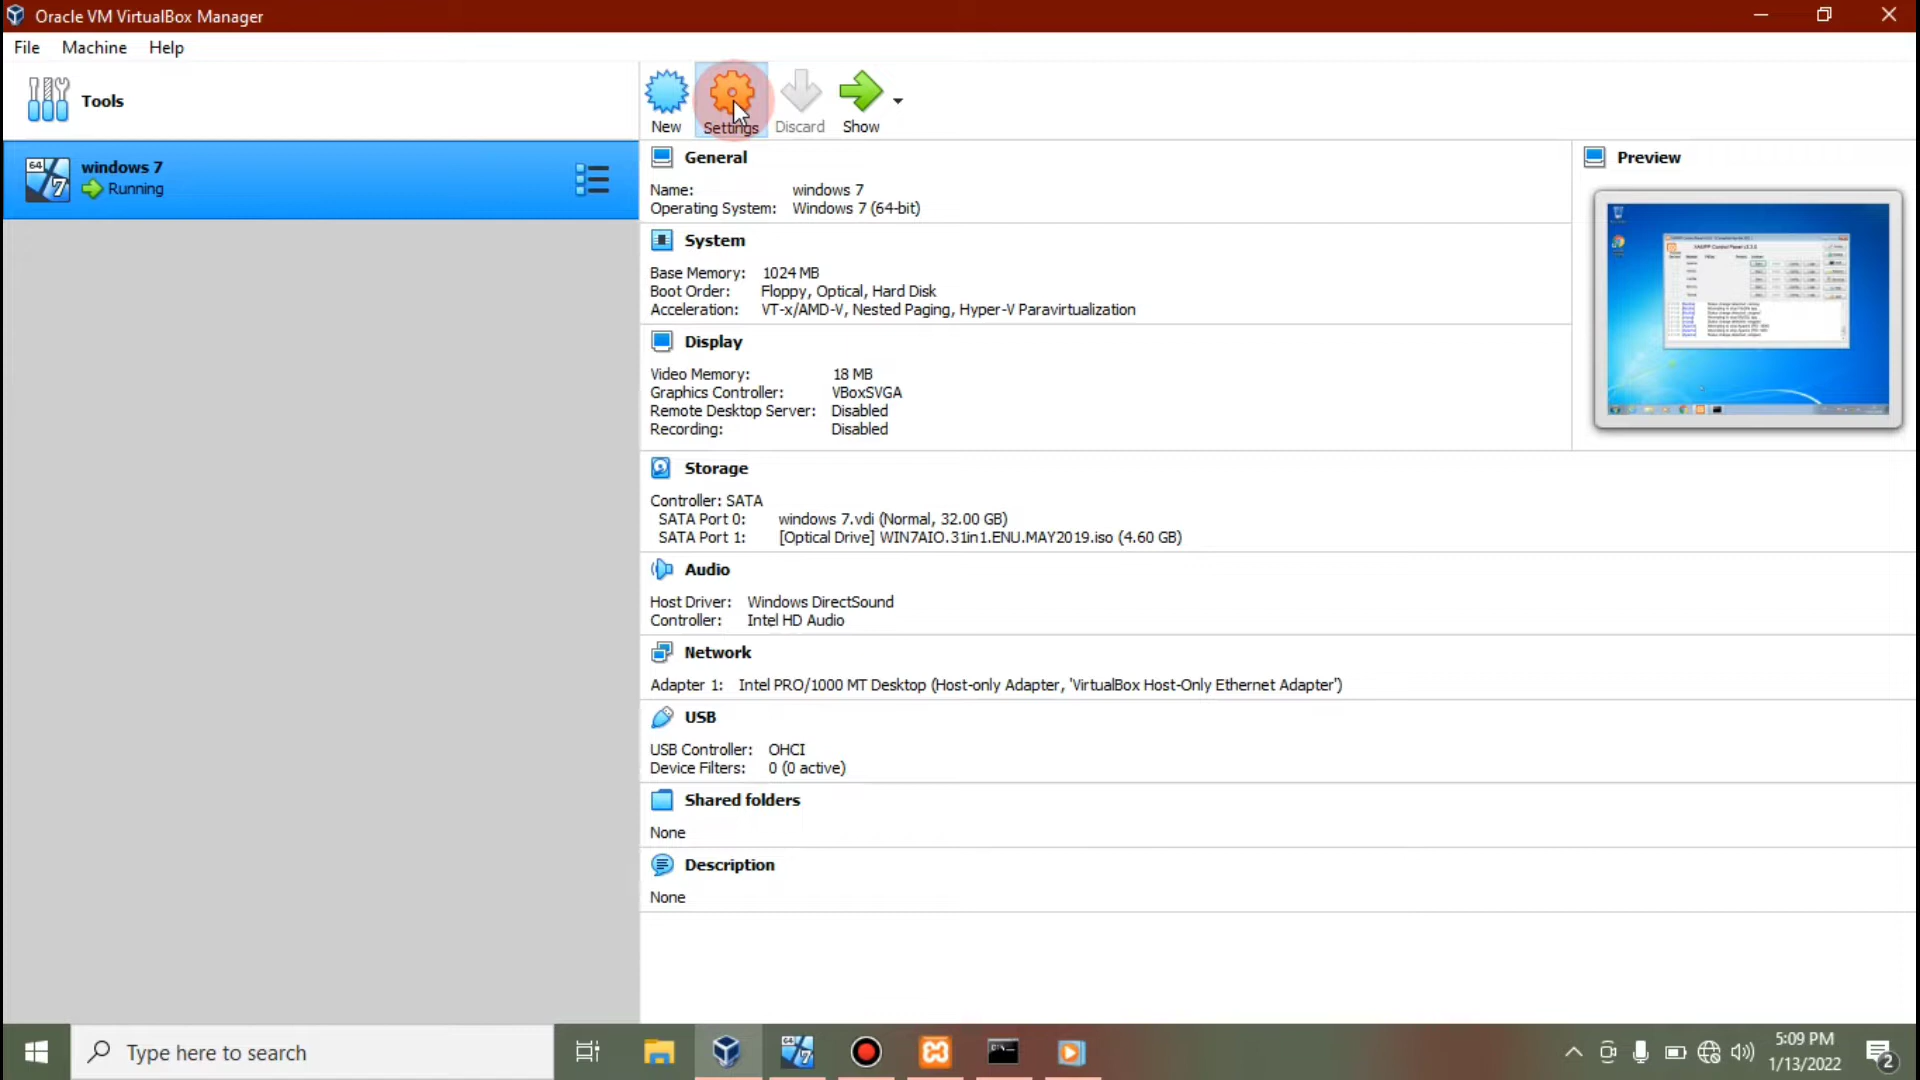 Oracle VM VirtualBox Manager
File Machine Help
Tools
New Settings Discard Show
64
7
windows 7
Running
General
Name: windows 7
Operating System: Windows 7 (64-bit)
System
Base Memory: 1024 MB
Boot Order: Floppy, Optical, Hard Disk
Acceleration: VT-x/AMD-V, Nested Paging, Hyper-V Paravirtualization
Display
Video Memory: 18 MB
Graphics Controller: VBoxSVGA
Remote Desktop Server: Disabled
Recording: Disabled
Preview
Storage
Controller: SATA
SATA Port 0: windows 7.vdi (Normal, 32.00 GB)
SATA Port 1: [Optical Drive] WIN7AIO.31in1.ENU.MAY2019.iso (4.60 GB)
Audio
Host Driver: Windows DirectSound
Controller: Intel HD Audio
Network
Adapter 1: Intel PRO/1000 MT Desktop (Host-only Adapter, 'VirtualBox Host-Only Ethernet Adapter')
USB
USB Controller: OHCI
Device Filters: 0 (0 active)
Shared folders
None
Description
None
Type here to search
5:09 PM
1/13/2022
2